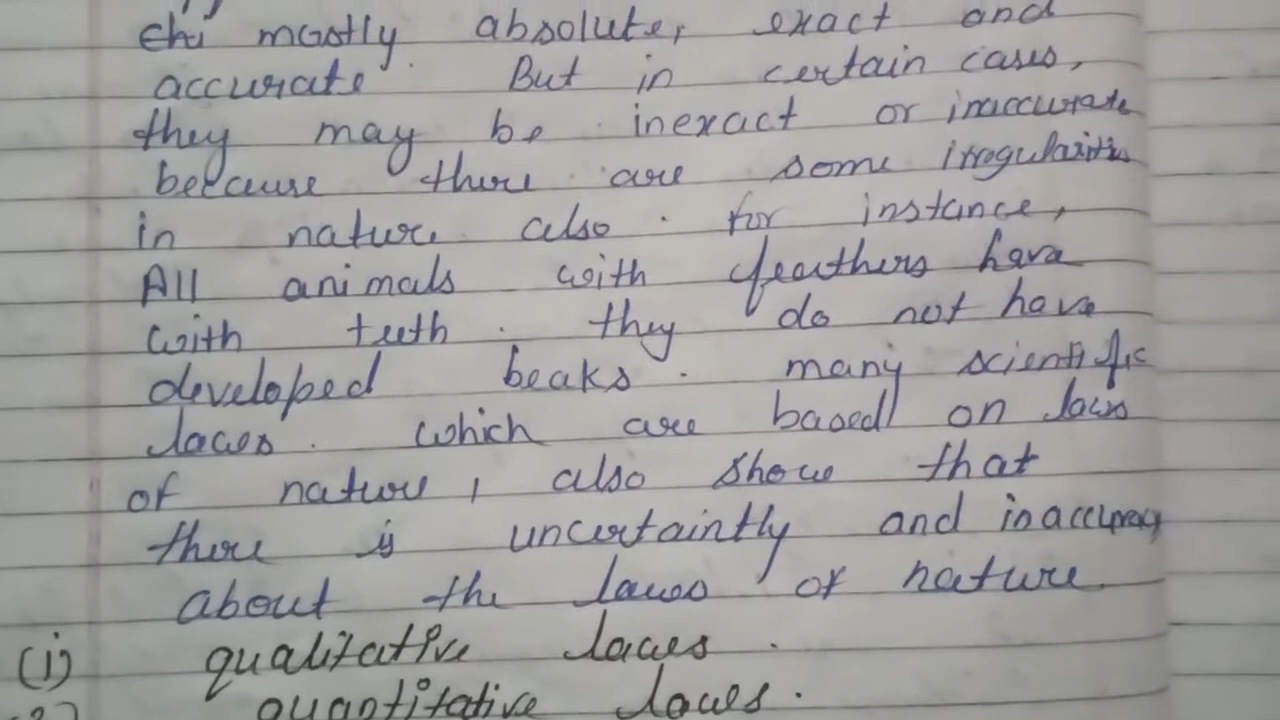 mostly absolute, exact and
accurate. But in certain cases,
they may be inexact or inaccurate
because there are some irregularities
in nature also. for instance,
All animals with feathers have
with teeth. they do not have
developed beaks. many scientific
laws. which are based on laws
of nature, also show that
there is uncertaintly and inaccuracy
about the laws of nature
(i) qualitative laws.
quantitative laws.